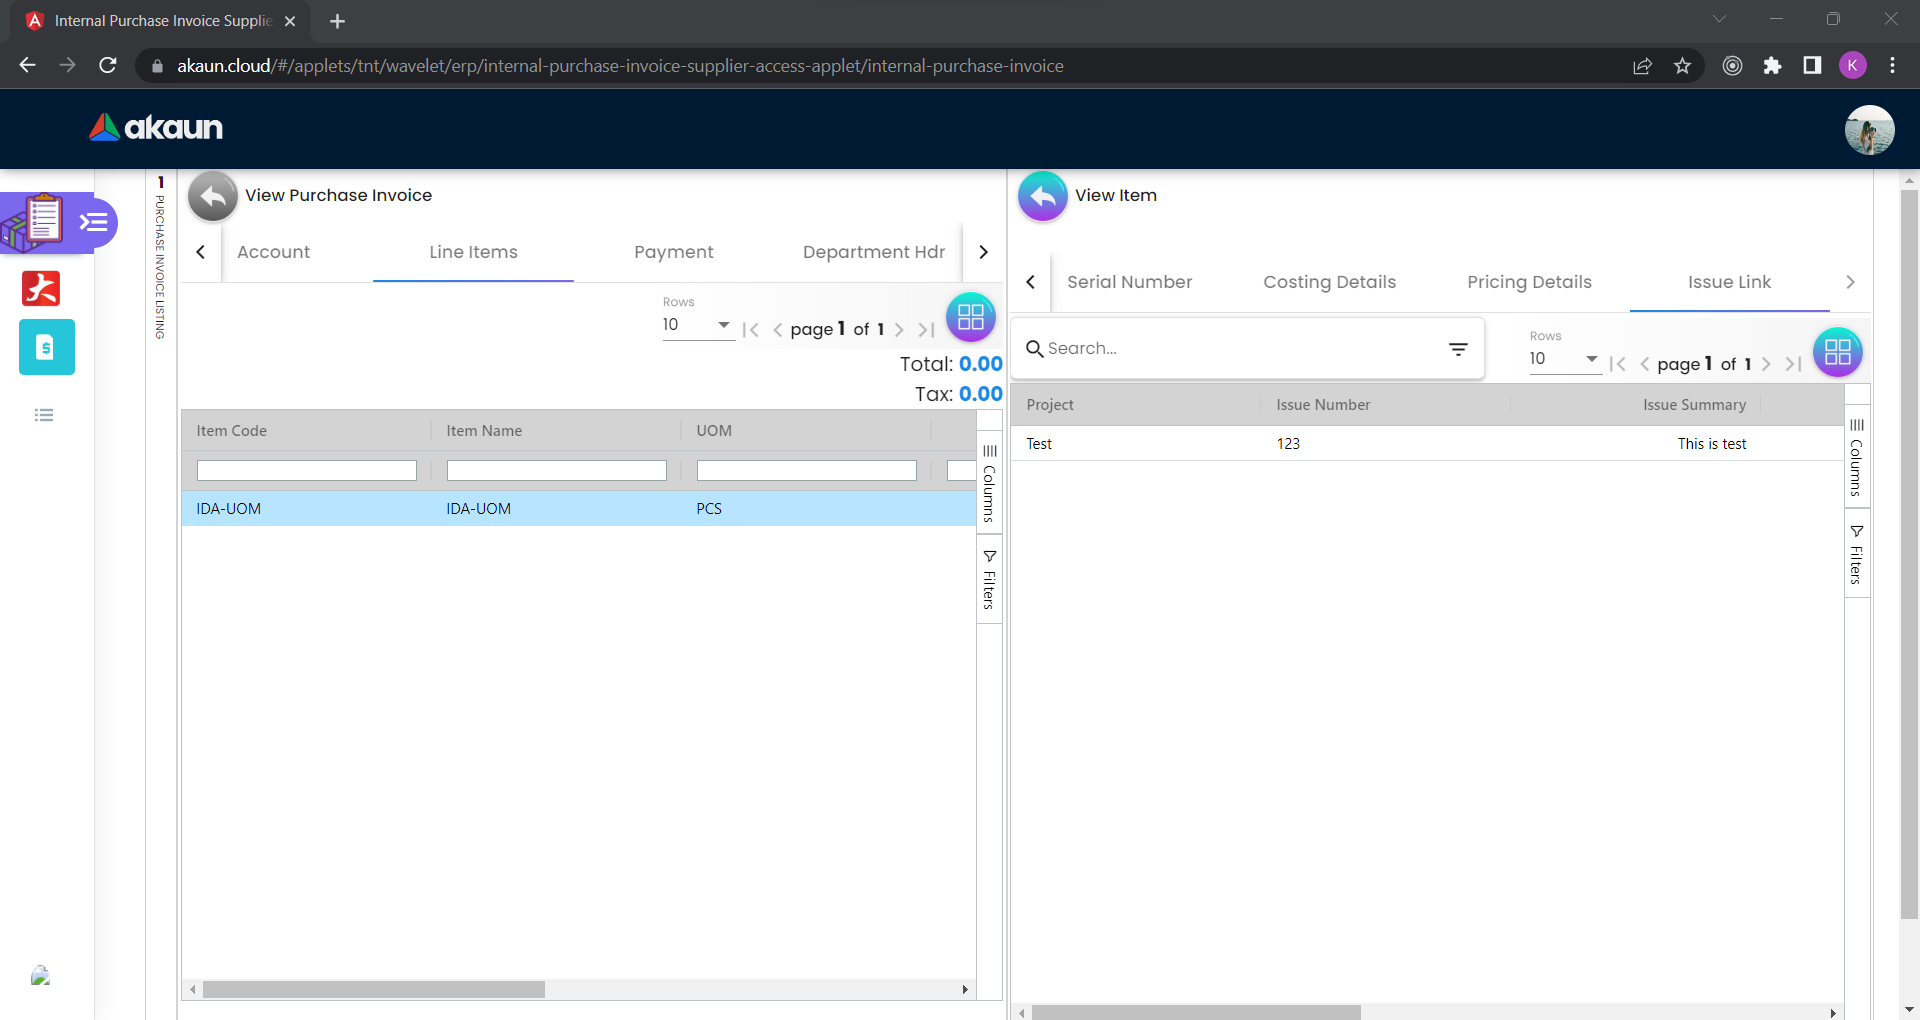 Internal Purchase Invoice Supplie
akaun.cloud/#/applets/tnt/wavelet/erp/internal-purchase-invoice-supplier-access-applet/internal-purchase-invoice
K
akaun
1 PURCHASE INVOICE LISTING
View Purchase Invoice
Account Line Items Payment Department Hdr
Rows
10 page 1 of 1
Total: 0.00
Tax: 0.00
Item Code Item Name UOM
IDA-UOM IDA-UOM PCS
Columns
Filters
View Item
Serial Number Costing Details Pricing Details Issue Link
Search...
Rows
10 page 1 of 1
Project Issue Number Issue Summary
Test 123 This is test
Columns
Filters